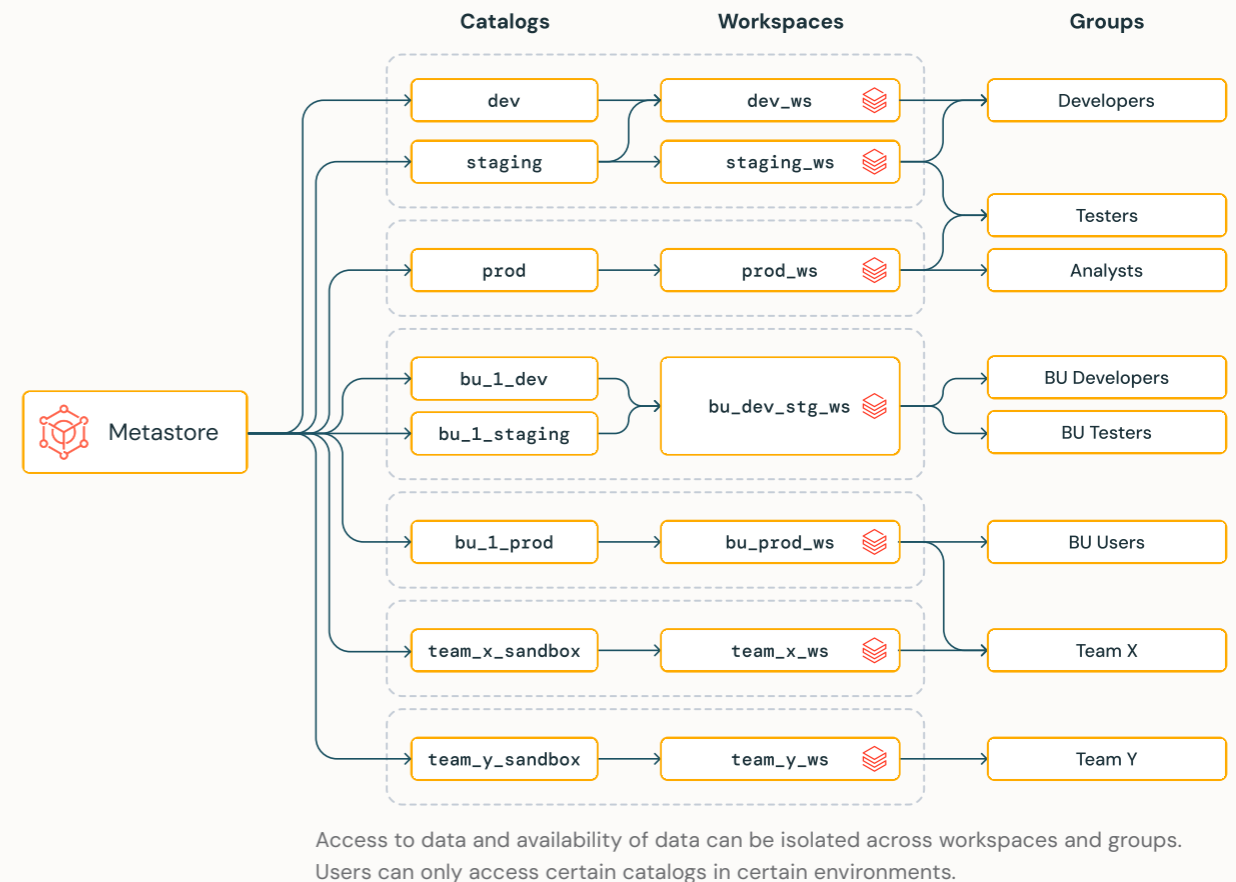 Catalogs Workspaces Groups
dev dev_ws Developers
staging staging_ws
Testers
prod prod_ws Analysts
bu_1_dev BU Developers
bu_dev_stg_ws
Metastore
bu_1_staging BU Testers
bu_1_prod bu_prod_ws BU Users
team_x_sandbox team_x_ws Team X
team_y_sandbox team_y_ws Team Y
Access to data and availability of data can be isolated across workspaces and groups.
Users can only access certain catalogs in certain environments.